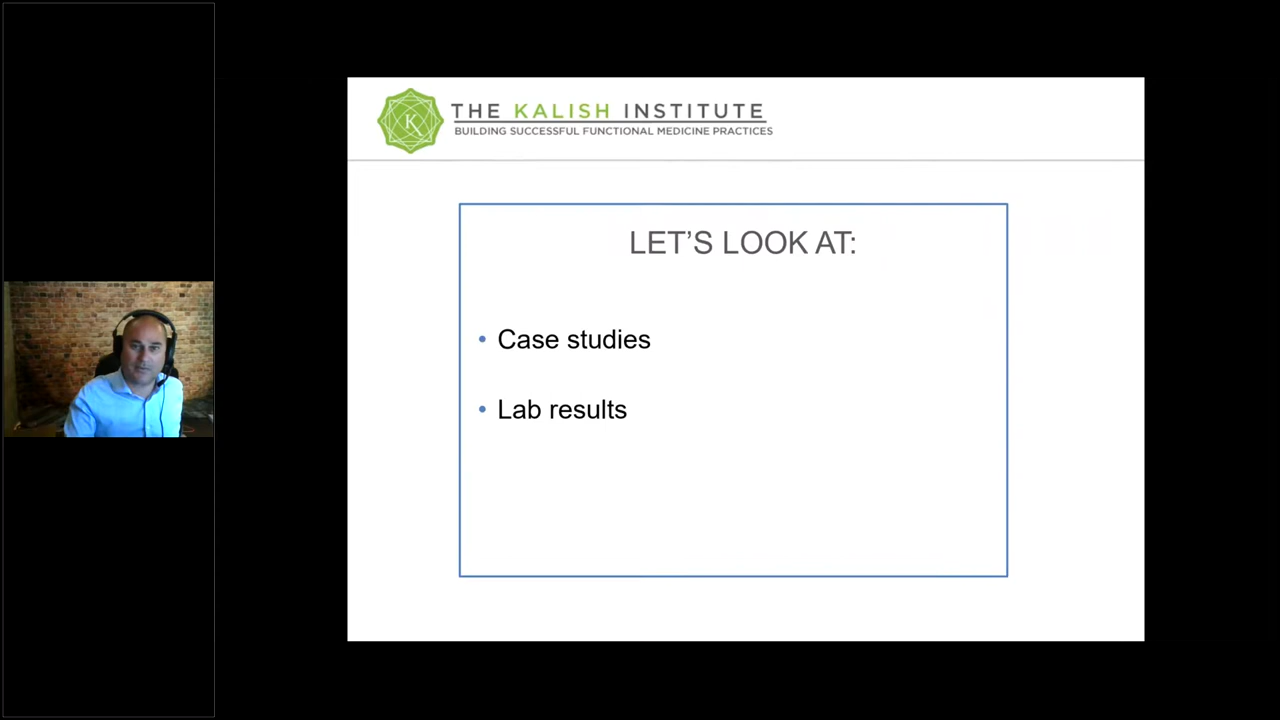 K
THE KALISH INSTITUTE
BUILDING SUCCESSFUL FUNCTIONAL MEDICINE PRACTICES
LET'S LOOK AT:
• Case studies
• Lab results